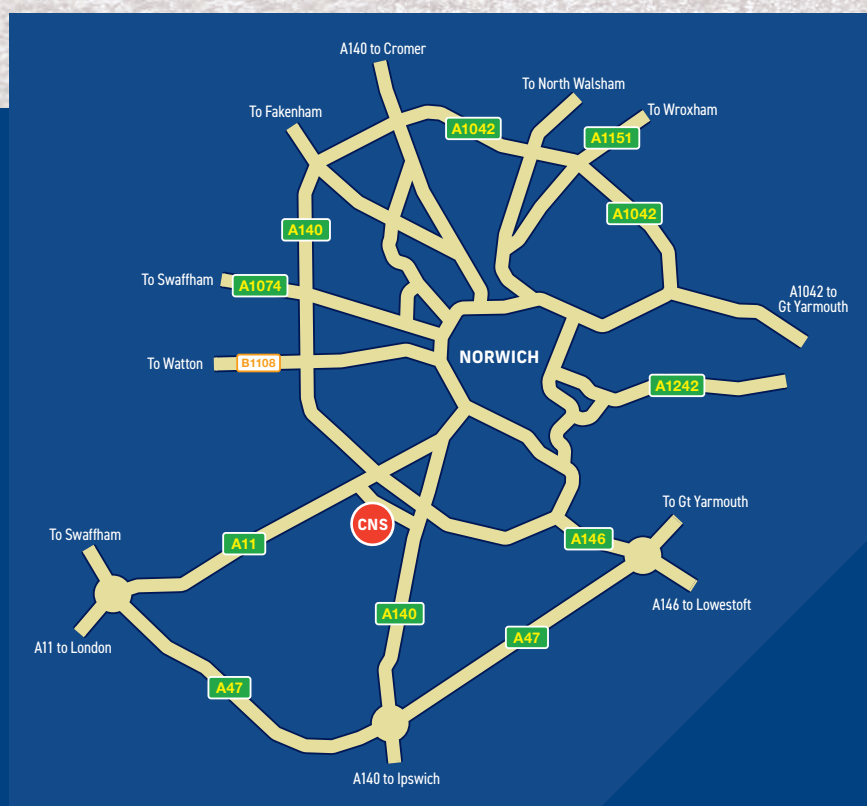 A140 to Cromer
To North Walsham
To Fakenham
To Wroxham
A1042
A1151
A1042
A140
To Swaffham
A1074
A1042 to
Gt Yarmouth
NORWICH
To Watton
B1108
A1242
To Gt Yarmouth
CNS
To Swaffham
A11
A146
A146 to Lowestoft
A140
A47
A11 to London
A47
A140 to Ipswich